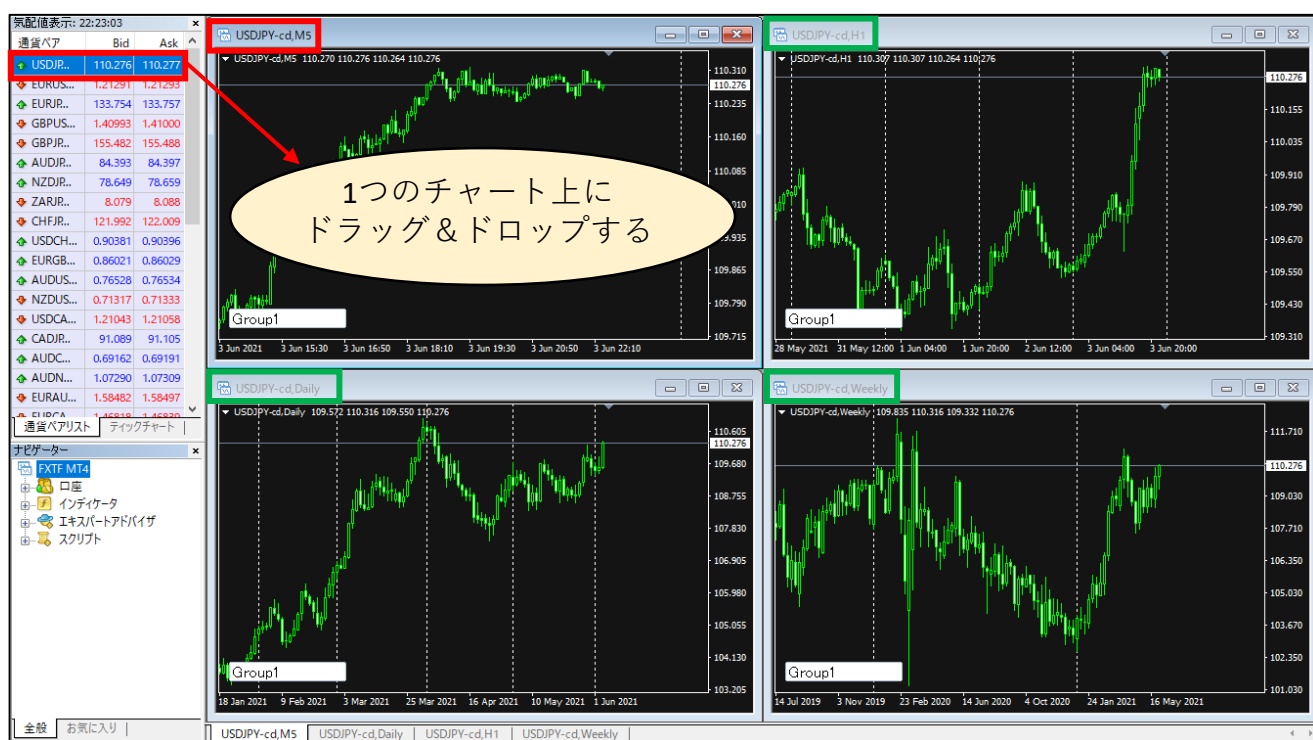 気配値表示: 22:23:03
通貨ペア Bid Ask
USDJP... 110.276 110.277
EURUS... 1.21291 1.21293
EURJP... 133.754 133.757
GBPUS... 1.40993 1.41000
GBPJP... 155.482 155.488
AUDJP... 84.393 84.397
NZDJP... 78.649 78.659
ZARJP... 8.079 8.088
CHFJP... 121.992 122.009
USDCH... 0.90381 0.90396
EURGB... 0.86021 0.86029
AUDUS... 0.76528 0.76534
NZDUS... 0.71317 0.71333
USDCA... 1.21043 1.21058
CADJP... 91.089 91.105
AUDC... 0.69162 0.69191
AUDN... 1.07290 1.07309
EURAU... 1.58482 1.58497
通貨ペアリスト ティックチャート
ナビゲーター
FXTF MT4
口座
インディケータ
エキスパートアドバイザ
スクリプト
全般 お気に入り
USDJPY-cd,M5
USDJPY-cd,M5 110.270 110.276 110.264 110.276
110.310
110.276
110.235
110.160
110.085
109.865
109.790
109.715
1つのチャート上に
ドラッグ＆ドロップする
Group1
3 Jun 2021 3 Jun 15:30 3 Jun 16:50 3 Jun 18:10 3 Jun 19:30 3 Jun 20:50 3 Jun 22:10
USDJPY-cd,H1
USDJPY-cd,H1 110.307 110.307 110.264 110.276
110.276
110.155
110.035
109.910
109.790
109.670
109.550
109.430
109.310
Group1
28 May 2021 31 May 12:00 1 Jun 04:00 1 Jun 20:00 2 Jun 12:00 3 Jun 04:00 3 Jun 20:00
USDJPY-cd,Daily
USDJPY-cd,Daily 109.572 110.316 109.550 110.276
110.605
110.276
109.680
108.755
107.830
106.905
105.980
105.055
104.130
103.205
Group1
18 Jan 2021 9 Feb 2021 3 Mar 2021 25 Mar 2021 16 Apr 2021 10 May 2021 1 Jun 2021
USDJPY-cd,Weekly
USDJPY-cd,Weekly 109.835 110.316 109.332 110.276
111.710
110.276
109.030
107.710
106.350
105.030
103.670
102.350
101.030
Group1
14 Jul 2019 3 Nov 2019 23 Feb 2020 14 Jun 2020 4 Oct 2020 24 Jan 2021 16 May 2021
USDJPY-cd,M5 USDJPY-cd,Daily USDJPY-cd,H1 USDJPY-cd,Weekly